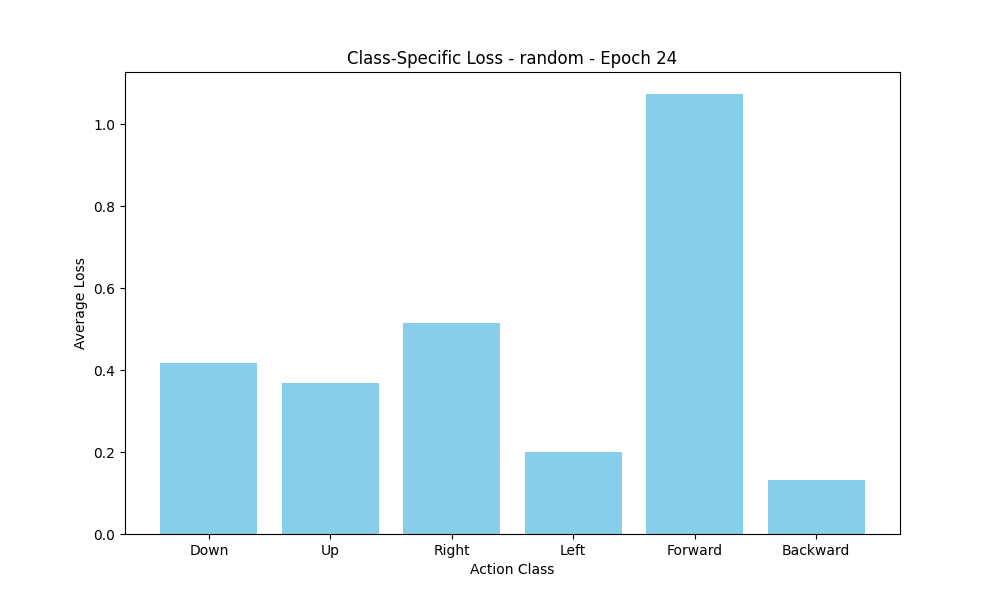 Class-Specific Loss - random - Epoch 24
Average Loss
1.0
0.8
0.6
0.4
0.2
0.0
Down Up Right Left Forward Backward
Action Class